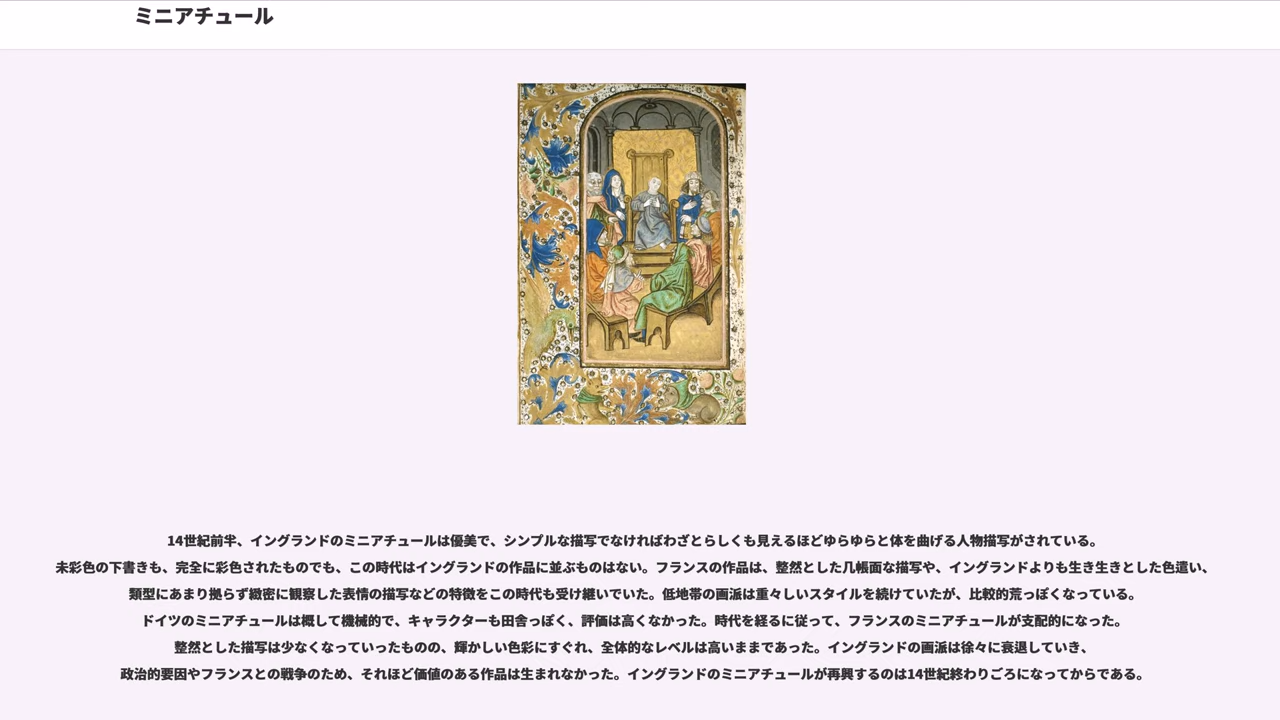 ミニアチュール
14世紀前半、イングランドのミニアチュールは優美で、シンプルな描写でなければわざとらしくも見えるほどゆらゆらと体を曲げる人物描写がされている。
未彩色の下書きも、完全に彩色されたものでも、この時代はイングランドの作品に並ぶものはない。フランスの作品は、整然とした几帳面な描写や、イングランドよりも生き生きとした色遣い、
類型にあまり拠らず緻密に観察した表情の描写などの特徴をこの時代も受け継いでいた。低地帯の画派は重々しいスタイルを続けていたが、比較的荒っぽくなっている。
ドイツのミニアチュールは概して機械的で、キャラクターも田舎っぽく、評価は高くなかった。時代を経るに従って、フランスのミニアチュールが支配的になった。
整然とした描写は少なくなっていったものの、輝かしい色彩にすぐれ、全体的なレベルは高いままであった。イングランドの画派は徐々に衰退していき、
政治的要因やフランスとの戦争のため、それほど価値のある作品は生まれなかった。イングランドのミニアチュールが再興するのは14世紀終わりごろになってからである。